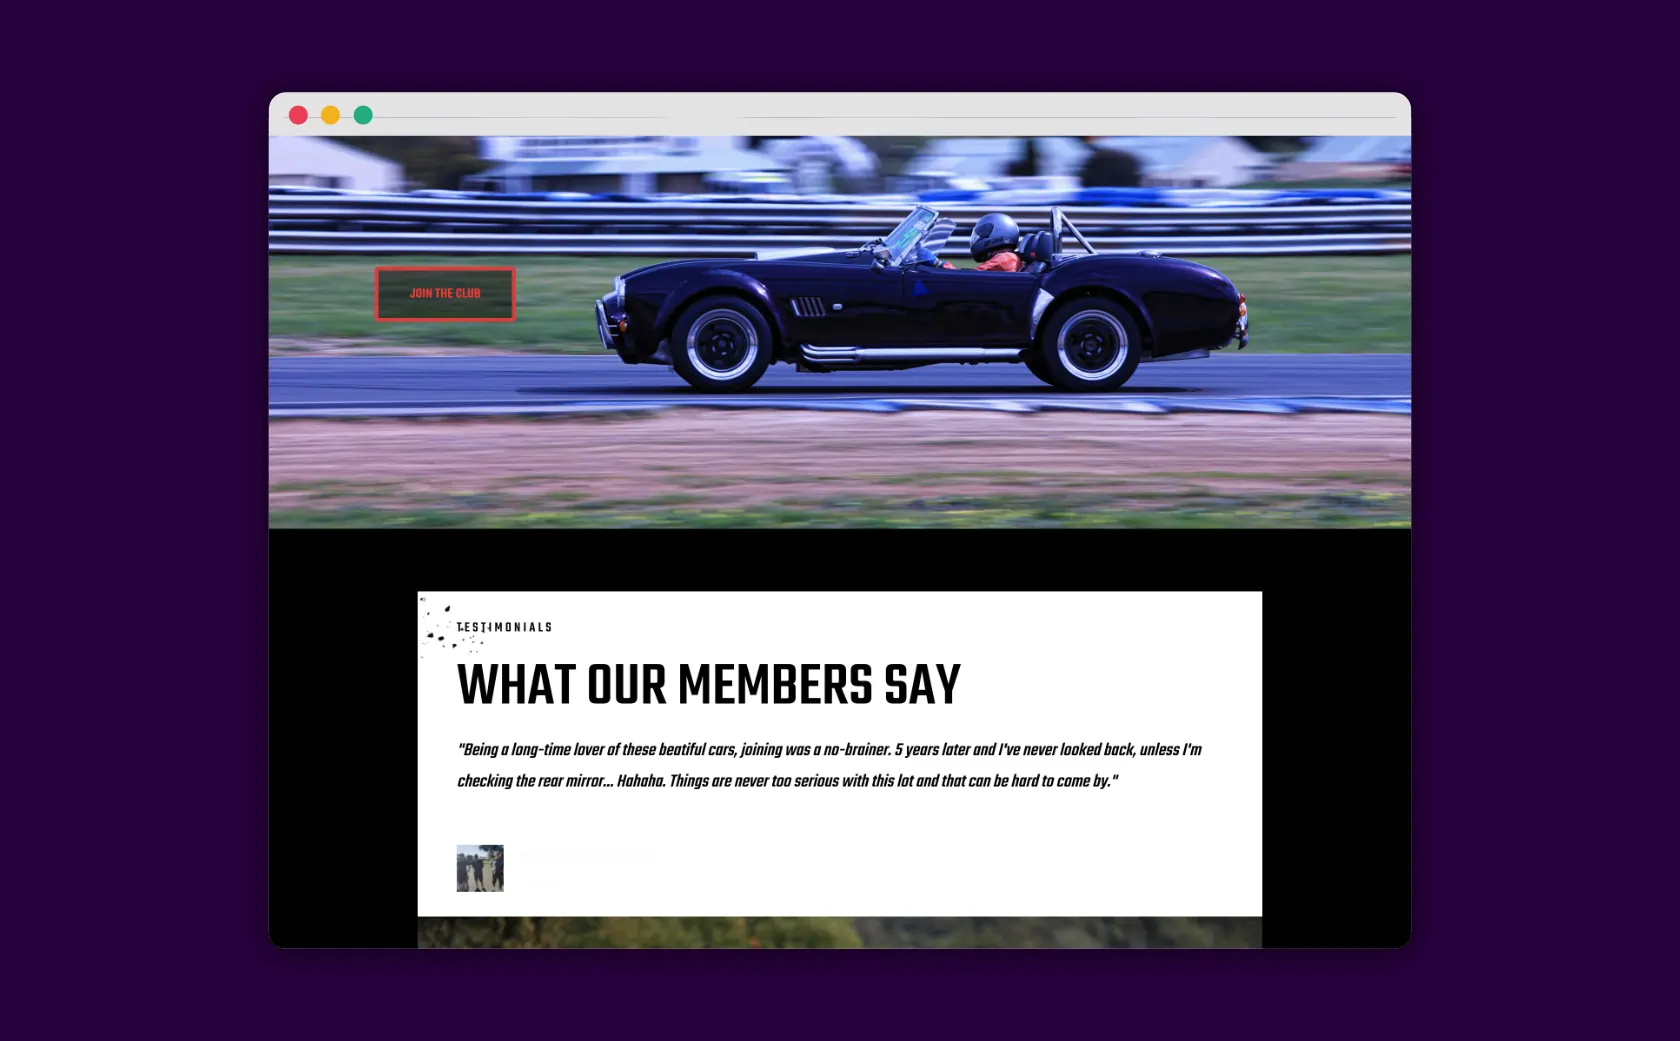 JOIN THE CLUB
TESTIMONIALS
WHAT OUR MEMBERS SAY
"Being a long-time lover of these beatiful cars, joining was a no-brainer. 5 years later and I've never looked back, unless I'm
checking the rear mirror... Hahaha. Things are never too serious with this lot and that can be hard to come by."